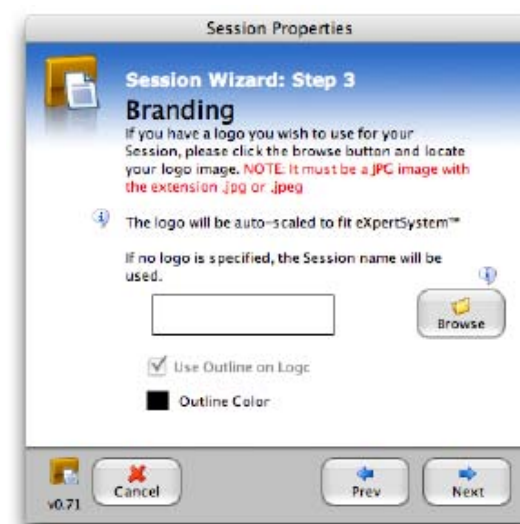 Session Properties
Session Wizard: Step 3
Branding
If you have a logo you wish to use for your
Session, please click the browse button and locate
your logo image. NOTE: It must be a JPG image with
the extension .jpg or .jpeg
The logo will be auto-scaled to fit eXpertSystem™
If no logo is specified, the Session name will be
used.
Browse
Use Outline on Logo
Outline Color
v0.71
Cancel
Prev
Next